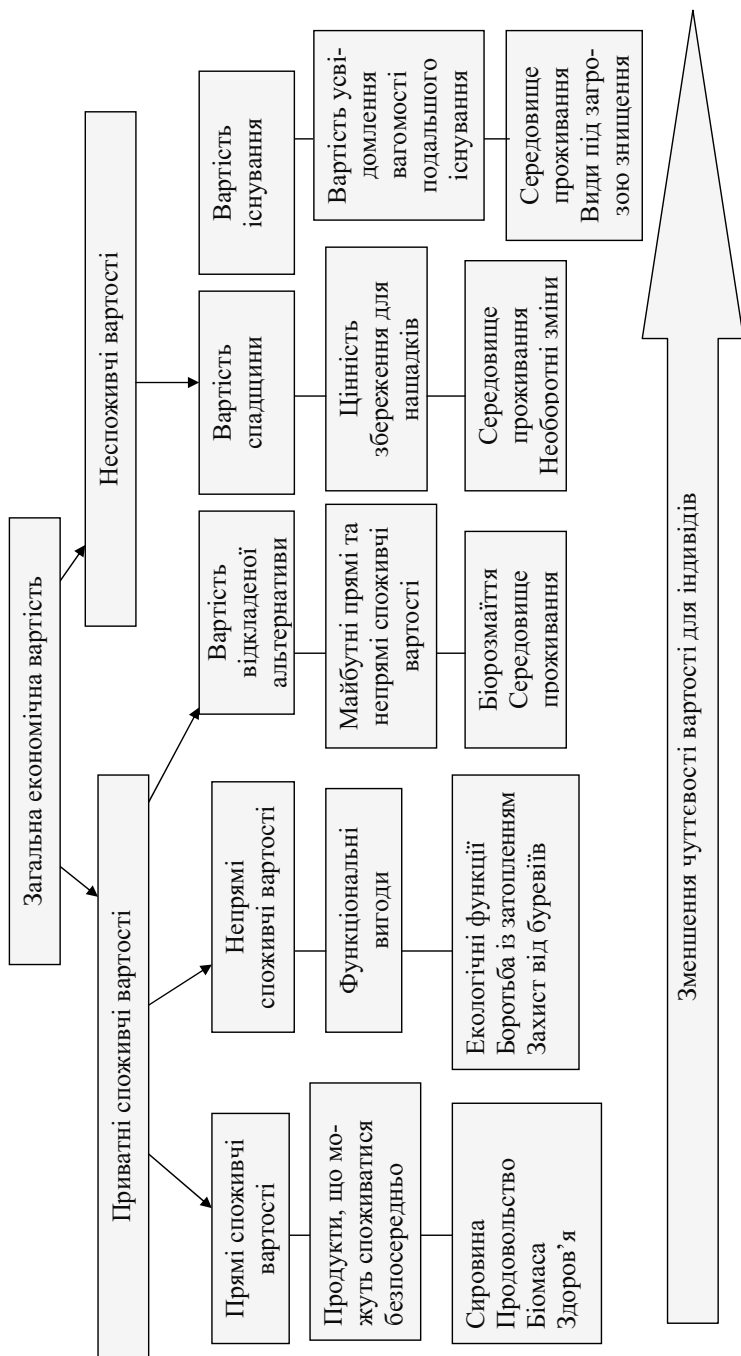 Загальна економічна вартість
Приватні споживчі вартості
Неспоживчі вартості
Прямі споживчі
вартості
Непрямі
споживчі вартості
Вартість
відкладеної
альтернативи
Вартість
спадщини
Вартість
існування
Продукти, що мо-
жуть споживатися
безпосередньо
Функціональні
вигоди
Майбутні прямі та
непрямі споживчі
вартості
Цінність
збереження для
нащадків
Вартість усві-
домлення
вагомості
подальшого
існування
Сировина
Продовольство
Біомаса
Здоров’я
Екологічні функції
Боротьба із затопленням
Захист від буревіїв
Біорозмаїття
Середовище
проживання
Середовище
проживання
Необоротні зміни
Середовище
проживання
Види під загро-
зою знищення
Зменшення чуттєвості вартості для індивідів